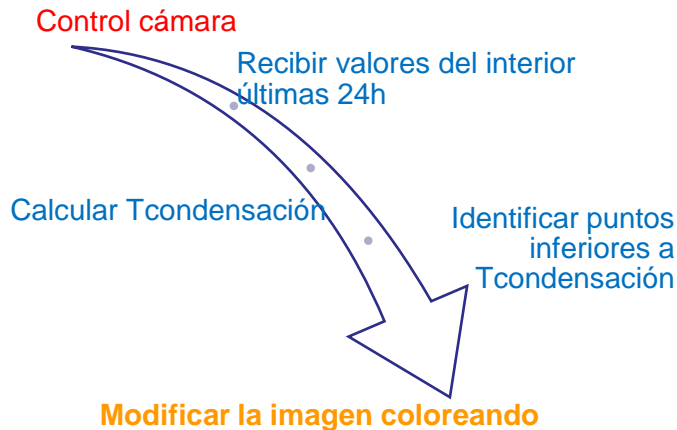 Control cámara
Recibir valores del interior
últimas 24h
Calcular Tcondensación
Identificar puntos
inferiores a
Tcondensación
Modificar la imagen coloreando